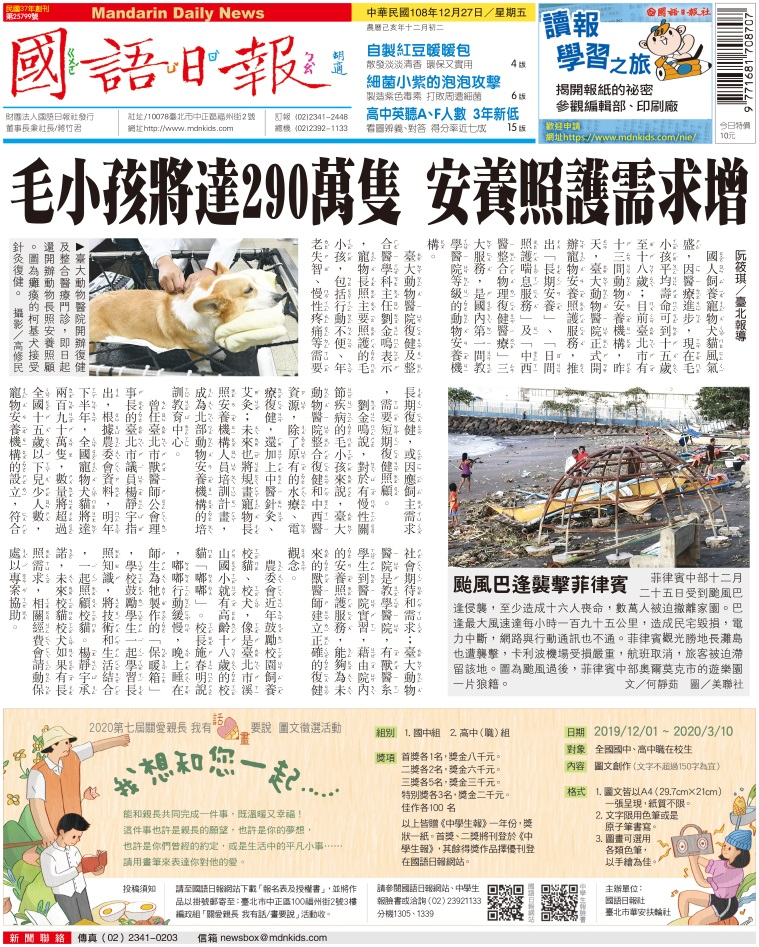 民國37年創刊
第25799號
Mandarin Daily News
國語日報
ㄍㄨㄛˊ ㄩˇ ㄖˋ ㄅㄠˋ
胡適
財團法人國語日報社發行
董事長兼社長/蔣竹君
社址/10078臺北市中正區福州街2號
網址http://www.mdnkids.com
訂報 (02)2341-2448
總機 (02)2392-1133
中華民國108年12月27日/星期五
農曆己亥年十二月初二
自製紅豆暖暖包
散發淡淡清香 環保又實用 4版
細菌小紫的泡泡攻擊
製造紫色毒素 打敗周遭細菌 6版
高中英聽A、F人數 3年新低
看圖辨義、對答 得分率近七成 15版
國語日報社
讀報
學習之旅
揭開報紙的祕密
參觀編輯部、印刷廠
歡迎申請
網址https://www.mdnkids.com/nie/
9 771681 708707
今日特價
10元
毛小孩將達290萬隻 安養照護需求增
阮筱琪/臺北報導
國人飼養寵物犬貓風氣
盛,因醫療進步,現在毛
小孩平均壽命可到十五歲
至十八歲;目前臺北市有
十三間動物安養機構,昨
天,臺大動物醫院正式開
辦寵物安養照護服務,推
出「長期安養」、「日間
照護喘息服務」及「中西
醫整合物理復健醫療」三
大服務,是國內第一間教
學醫院等級的動物安養機
構。
臺大動物醫院復健及整
合醫學科主任劉金鳴表示
,寵物長照主要照護的毛
小孩,包括行動不便、年
老失智、慢性疼痛等需要
▶臺大動物醫院開辦復健
及整合醫療門診,即日起
還開辦動物長照安養照顧
。圖為癱瘓的柯基犬接受
針灸復健。 攝影/高修民
長期復健,或因應飼主需求
,需要短期復健照顧。
劉金鳴說,對於有慢性關
節疾病的毛小孩來說,臺大
動物醫院整合復健和中西醫
資源,除了原有的水療、電
療復健,還加上中醫針灸、
艾灸,未來也將規畫寵物長
照安養機構人員培訓計畫,
成為北部動物安養機構的培
訓教育中心。
曾任臺北市獸醫師公會理
事長的臺北市議員楊靜宇指
出,根據農委會資料,明年
下半年,全國寵物犬貓將達
兩百九十萬隻,數量將超過
全國十五歲以下兒少人數,
寵物安養機構的設立,符合
社會期待和需求;臺大動物
醫院是教學醫院,有獸醫系
學生到醫院實習,藉由院內
的安養照護服務,能夠為未
來的獸醫師建立正確的復健
觀念。
農委會近年鼓勵校園飼養
校貓、校犬,像是臺北市溪
山國小就有高齡十八歲的校
貓「嘟嘟」。校長施春明說
,嘟嘟行動緩慢,晚上睡在
師生為牠製作的「保暖箱」
,學校鼓勵學生一起學習長
照知識,將技術和生活結合
,一起照顧校貓。楊靜宇承
諾,未來校貓校犬如果有長
照需求,相關經費會請動保
處以專案協助。
颱風巴逢襲擊菲律賓
菲律賓中部十二月
二十五日受到颱風巴
逢侵襲,至少造成十六人喪命,數萬人被迫撤離家園。巴
逢最大風速達每小時一百九十五公里,造成民宅毀損,電
力中斷,網路與行動通訊也不通。菲律賓觀光勝地長灘島
也遭襲擊,卡利波機場受損嚴重,航班取消,旅客被迫滯
留該地。圖為颱風過後,菲律賓中部奧爾莫克市的遊樂園
一片狼籍。 文/何靜茹 圖/美聯社
2020第七屆關愛親長 我有話畫要說 圖文徵選活動
我想和您一起……
能和親長共同完成一件事,既溫暖又幸福!
這件事也許是親長的願望,也許是你的夢想,
也許是你們曾經的約定,或是生活中的平凡小事……
請用畫筆來表達你對他的愛。
組別 1. 國中組 2. 高中(職)組
獎項 首獎各1名,獎金八千元。
二獎各2名,獎金六千元。
三獎各5名,獎金三千元。
特別獎各3名,獎金二千元。
佳作各100 名
以上皆贈《中學生報》一年份,獎
狀一紙。首獎、二獎將刊登於《中
學生報》,其餘得獎作品擇優刊登
在國語日報網站。
日期 2019/12/01 ~ 2020/3/10
對象 全國國中、高中職在校生
內容 圖文創作(文字不超過150字為宜)
格式 1. 圖文皆以A4(29.7cm×21cm)
一張呈現,紙質不限。
2. 文字限用色筆或是
原子筆書寫。
3. 圖畫可選用
各類色筆,
以手繪為佳。
投稿須知
請至國語日報網站下載「報名表及授權書」,並將作
品以掛號郵寄至:臺北市中正區100福州街2號3樓
編政組「關愛親長 我有話/畫要說」活動收。
請參閱國語日報網站、中學生
報臉書或洽詢(02)23921133
分機1305、1339
國語日報網站
中學生報臉書
主辦單位:
國語日報社
臺北市華安扶輪社
新聞聯絡 傳真(02)2341-0203 信箱 newsbox@mdnkids.com